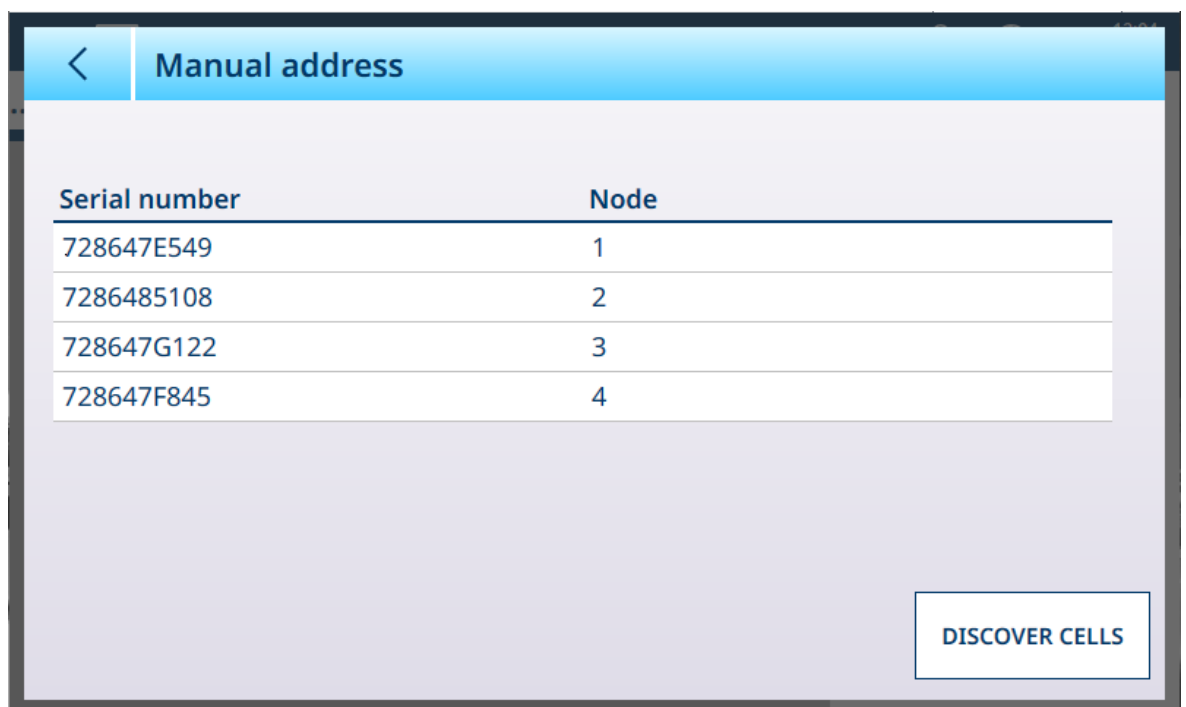 Manual address
Serial number Node
728647E549 1
7286485108 2
728647G122 3
728647F845 4
DISCOVER CELLS